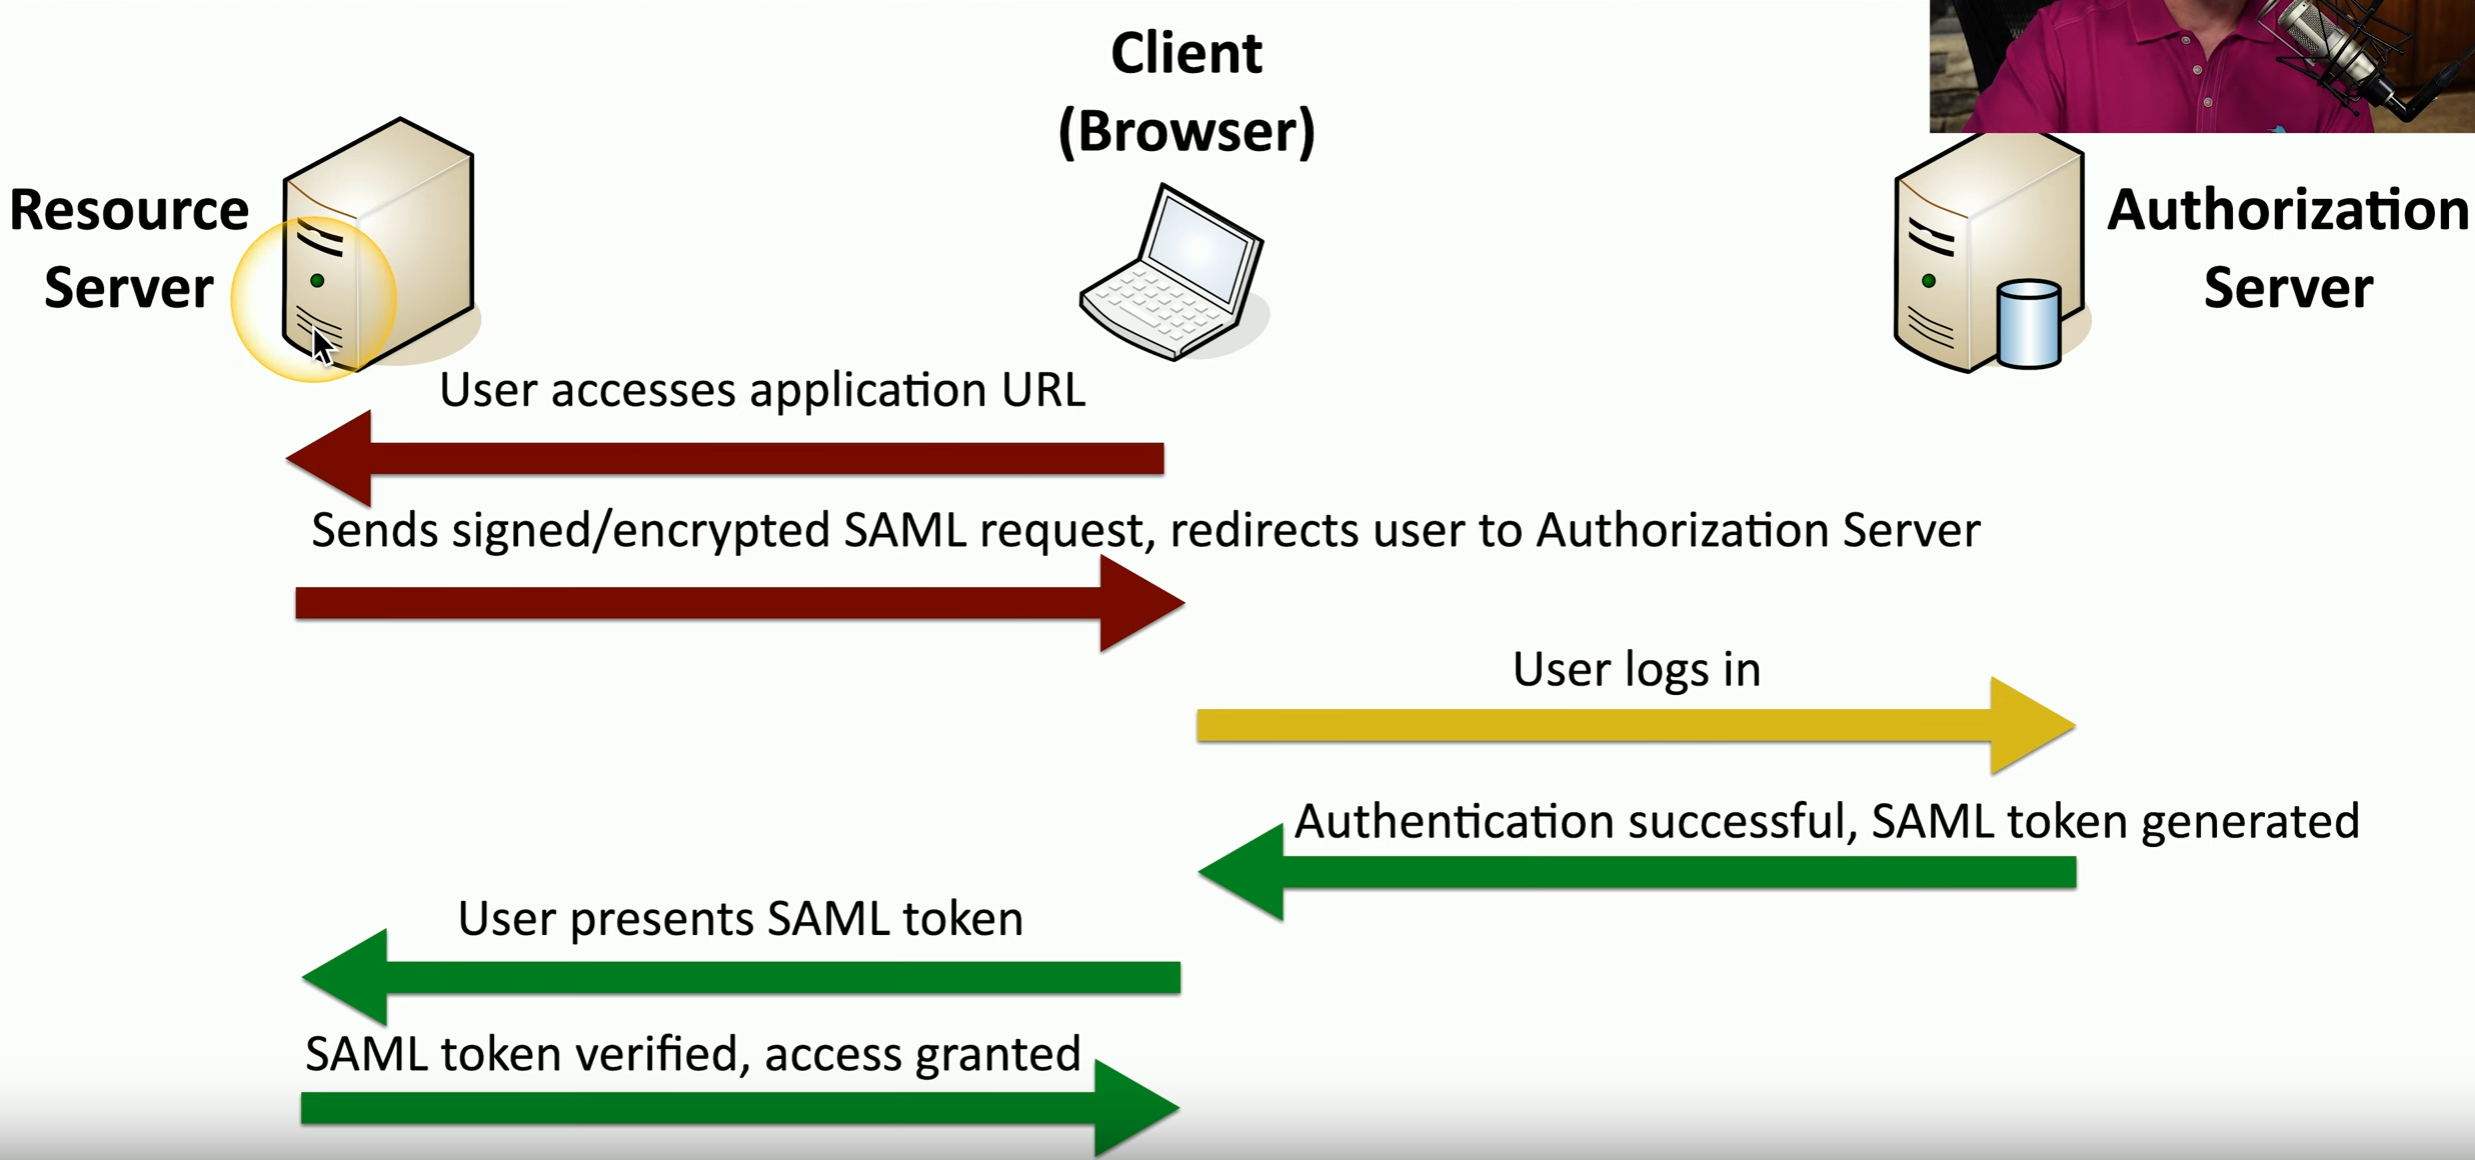 Client
(Browser)
Resource
Server
Authorization
Server
User accesses application URL
Sends signed/encrypted SAML request, redirects user to Authorization Server
User logs in
Authentication successful, SAML token generated
User presents SAML token
SAML token verified, access granted